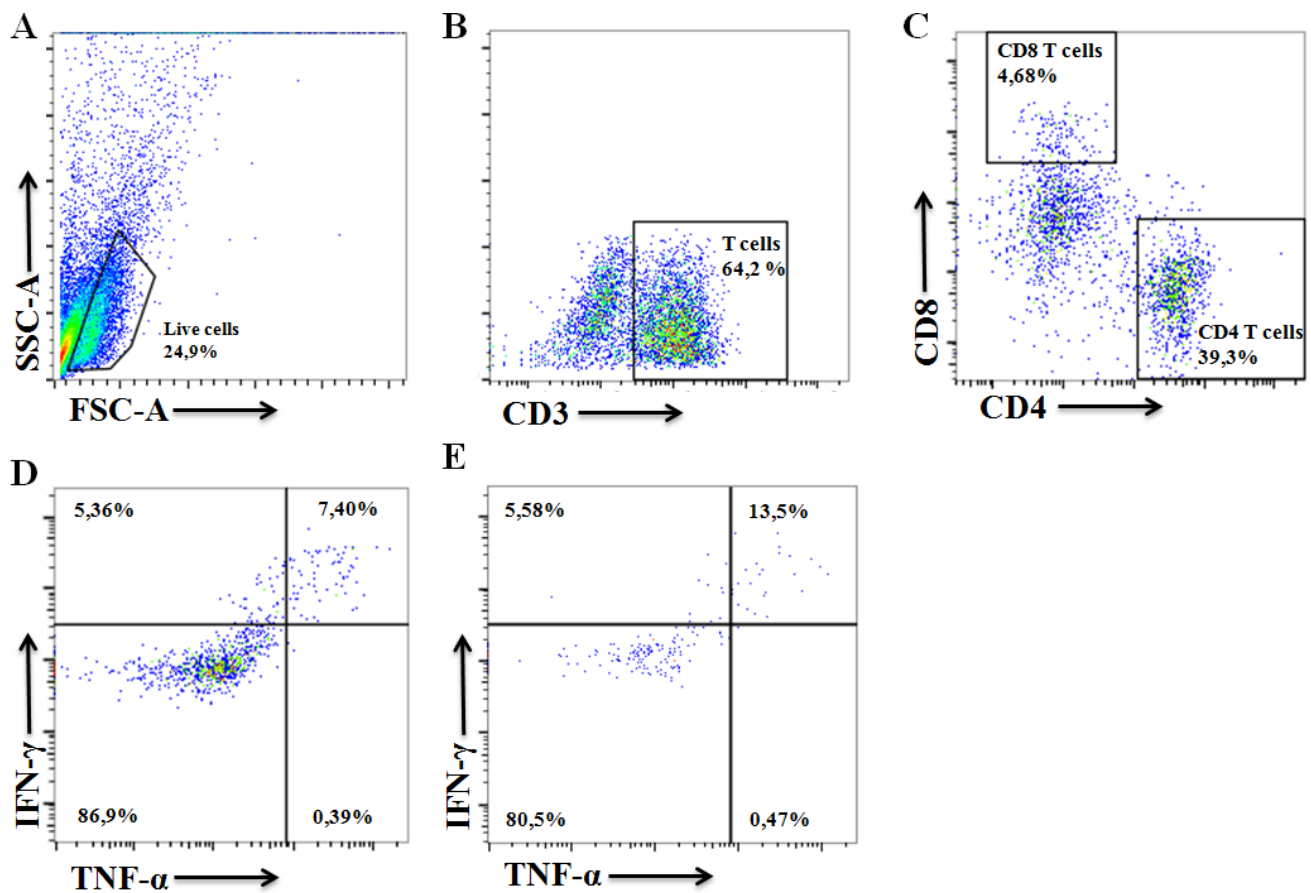 A
SSC-A
Live cells
24,9%
FSC-A
B
T cells
64,2 %
CD3
C
CD8 T cells
4,68%
CD8
CD4 T cells
39,3%
CD4
D
5,36%
7,40%
IFN-γ
86,9%
0,39%
TNF-α
E
5,58%
13,5%
IFN-γ
80,5%
0,47%
TNF-α